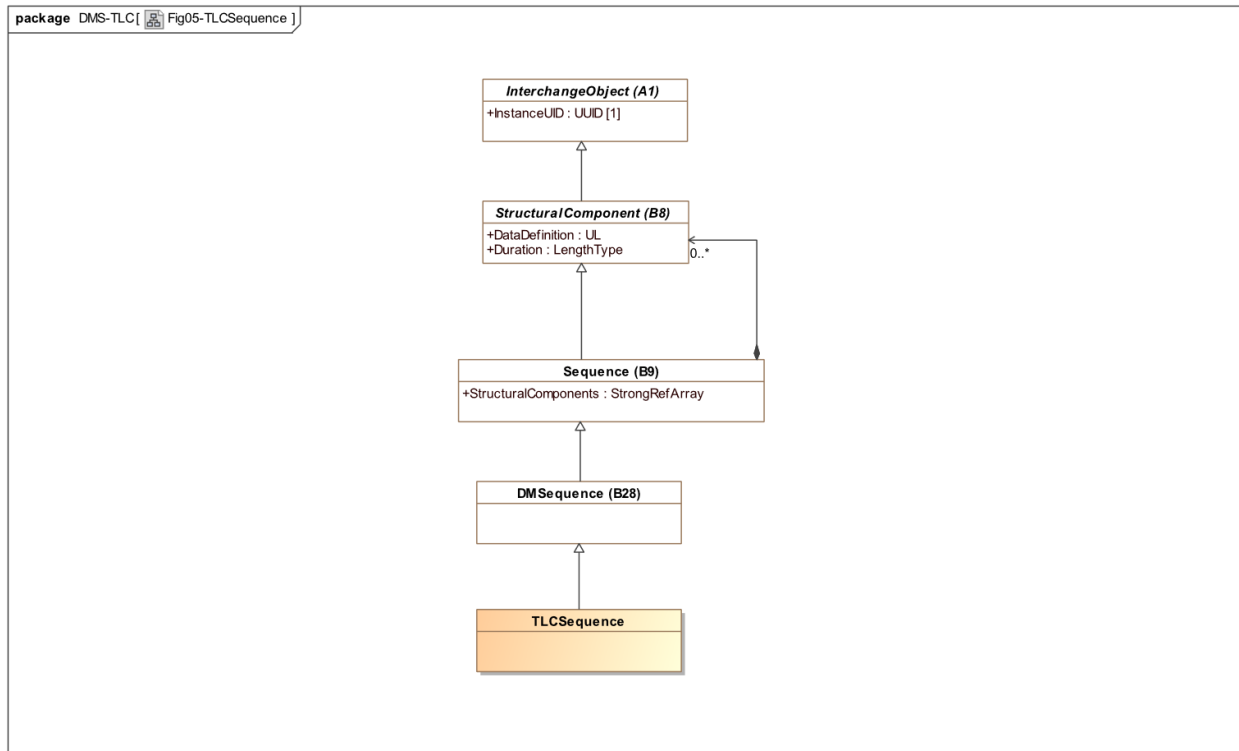 package DMS-TLC[ Fig05-TLCSequence ]
InterchangeObject (A1)
+InstanceUID : UUID [1]
StructuralComponent (B8)
+DataDefinition : UL
+Duration : LengthType
0..*
Sequence (B9)
+StructuralComponents : StrongRefArray
DMSequence (B28)
TLCSequence